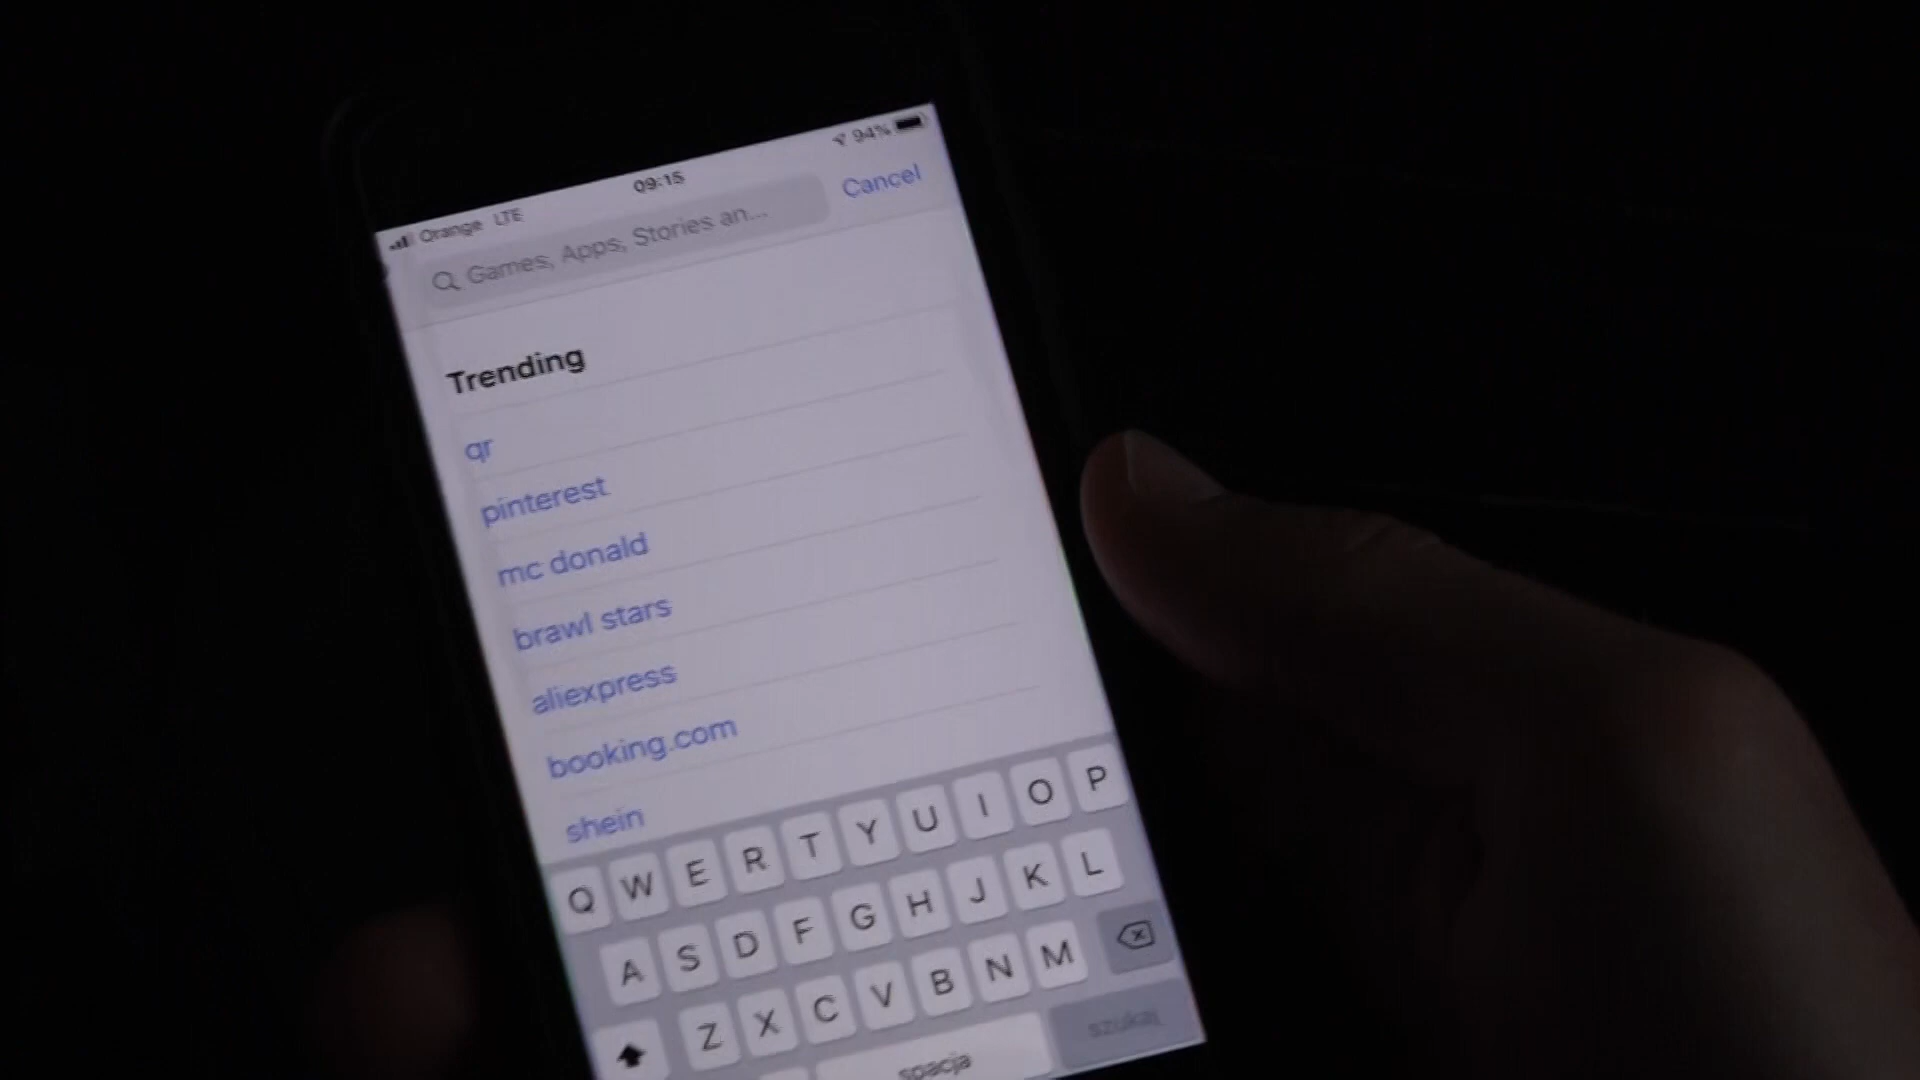 Orange LTE 09:15 94%
Games, Apps, Stories an... Cancel
Trending
qr
pinterest
mc donald
brawl stars
aliexpress
booking.com
shein
Q W E R T Y U I O P
A S D F G H J K L
Z X C V B N M
spacja szukaj